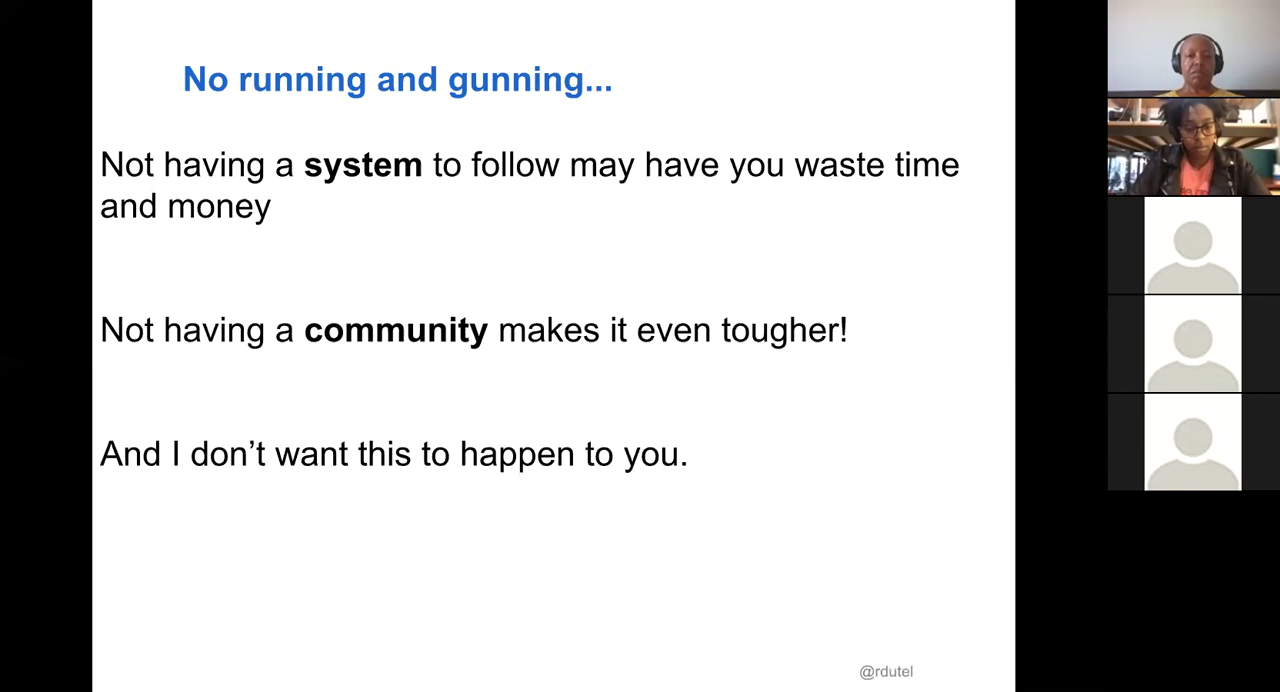 No running and gunning...
Not having a system to follow may have you waste time
and money
Not having a community makes it even tougher!
And I don’t want this to happen to you.
@rdutel